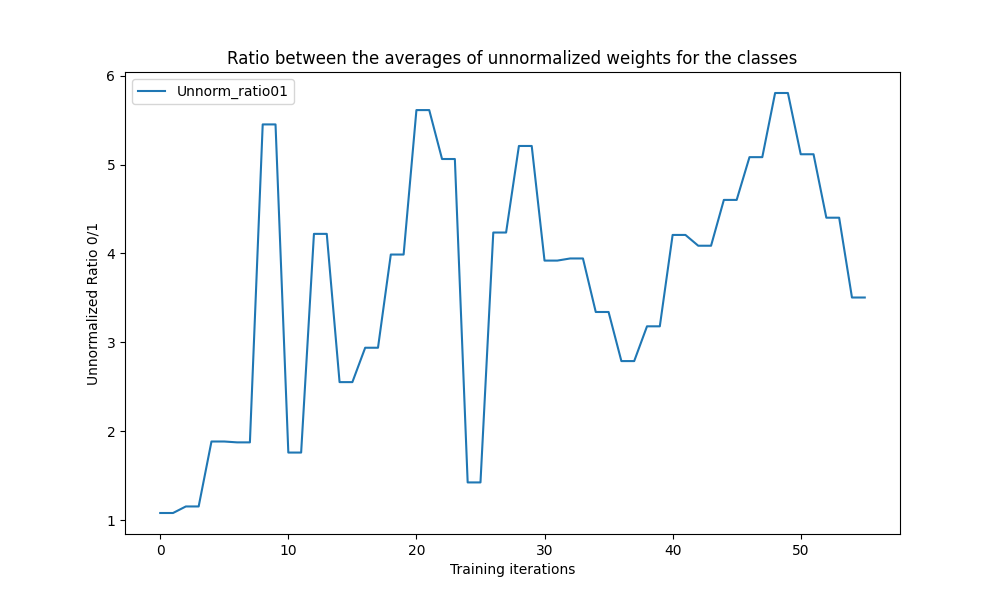 Ratio between the averages of unnormalized weights for the classes
Unnorm_ratio01
6
5
4
3
2
1
Unnormalized Ratio 0/1
0 10 20 30 40 50
Training iterations